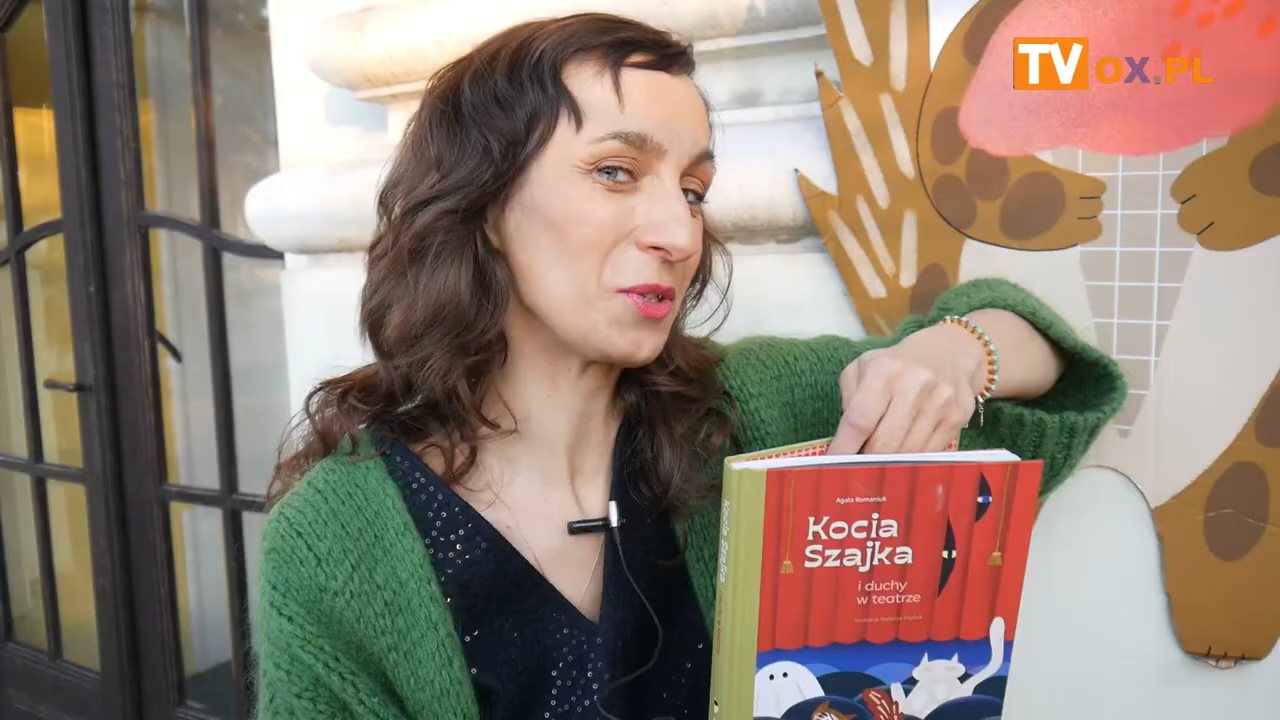 TVOX.PL
Agata Romaniuk
Kocia
Szajka
i duchy
w teatrze
Kocia Szajka